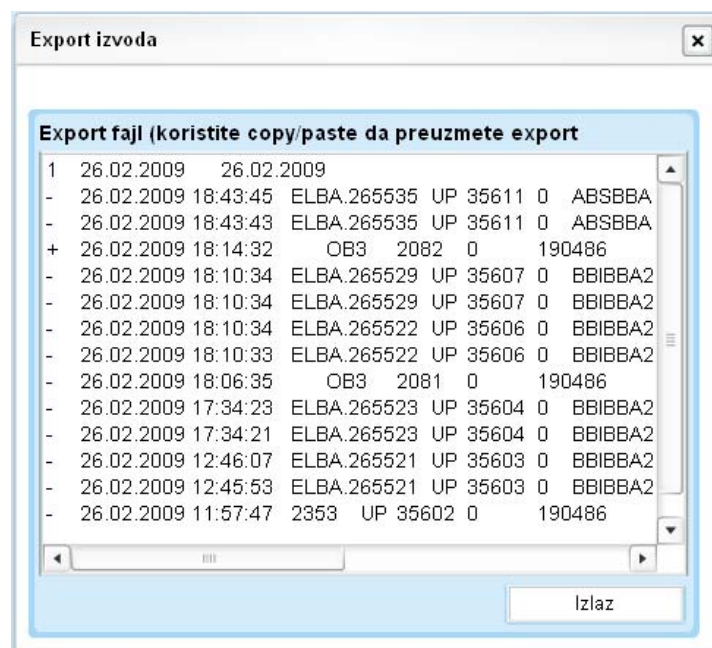 Export izvoda
Export fajl (koristite copy/paste da preuzmete export
1 26.02.2009 26.02.2009
- 26.02.2009 18:43:45 ELBA.265535 UP 35611 0 ABSBBA
- 26.02.2009 18:43:43 ELBA.265535 UP 35611 0 ABSBBA
+ 26.02.2009 18:14:32 OB3 2082 0 190486
- 26.02.2009 18:10:34 ELBA.265529 UP 35607 0 BBIBBA2
- 26.02.2009 18:10:34 ELBA.265529 UP 35607 0 BBIBBA2
- 26.02.2009 18:10:34 ELBA.265522 UP 35606 0 BBIBBA2
- 26.02.2009 18:10:33 ELBA.265522 UP 35606 0 BBIBBA2
- 26.02.2009 18:06:35 OB3 2081 0 190486
- 26.02.2009 17:34:23 ELBA.265523 UP 35604 0 BBIBBA2
- 26.02.2009 17:34:21 ELBA.265523 UP 35604 0 BBIBBA2
- 26.02.2009 12:46:07 ELBA.265521 UP 35603 0 BBIBBA2
- 26.02.2009 12:45:53 ELBA.265521 UP 35603 0 BBIBBA2
- 26.02.2009 11:57:47 2353 UP 35602 0 190486
Izlaz